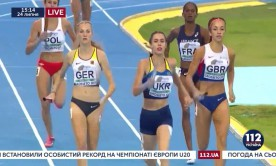 15:14 LIVE
24 ЛИПНЯ
POL
FRA
GER
UKR
GBR
112
УКРАЇНА
И ВСТАНОВИЛИ ОСОБИСТИЙ РЕКОРД НА ЧЕМПІОНАТІ ЄВРОПИ U20
112.UA
ПОГОДА НА СЬО